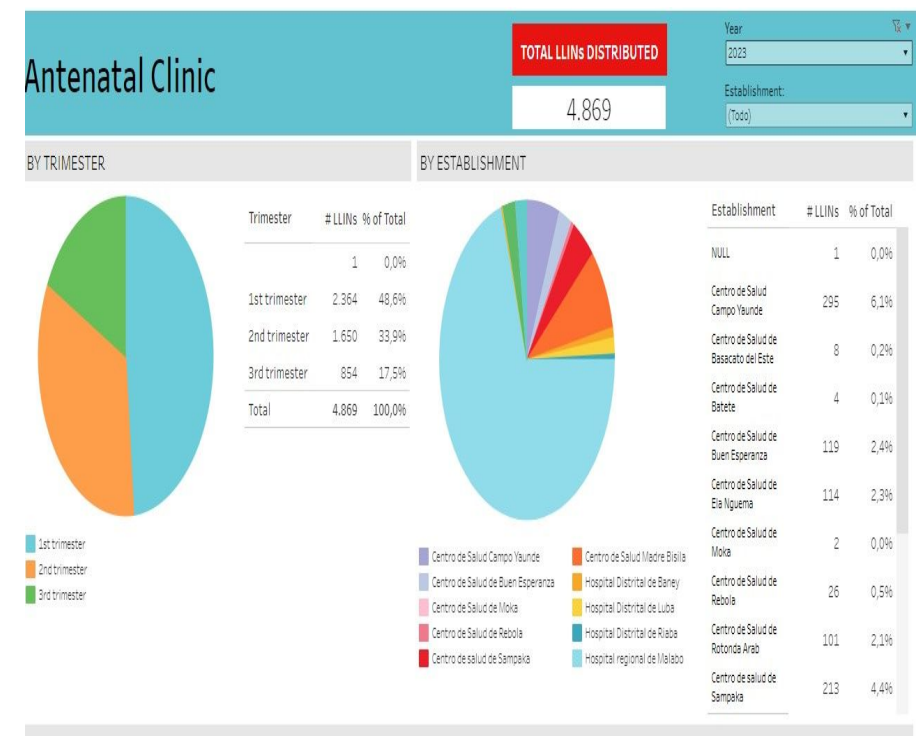 Antenatal Clinic
TOTAL LLINs DISTRIBUTED
4.869
Year
2023
Establishment:
(Todo)
BY TRIMESTER
BY ESTABLISHMENT
Trimester # LLINs % of Total
1 0,0%
1st trimester 2.364 48,6%
2nd trimester 1.650 33,9%
3rd trimester 854 17,5%
Total 4.869 100,0%
1st trimester
2nd trimester
3rd trimester
Centro de Salud Campo Yaunde
Centro de Salud de Buen Esperanza
Centro de Salud de Moka
Centro de Salud de Rebola
Centro de salud de Sampaka
Centro de Salud Madre Bisila
Hospital Distrital de Baney
Hospital Distrital de Luba
Hospital Distrital de Riaba
Hospital regional de Malabo
Establishment # LLINs % of Total
NULL 1 0,0%
Centro de Salud
Campo Yaunde 295 6,1%
Centro de Salud de
Basacato del Este 8 0,2%
Centro de Salud de
Batete 4 0,1%
Centro de Salud de
Buen Esperanza 119 2,4%
Centro de Salud de
Ela Nguema 114 2,3%
Centro de Salud de
Moka 2 0,0%
Centro de Salud de
Rebola 26 0,5%
Centro de Salud de
Rotonda Arab 101 2,1%
Centro de salud de
Sampaka 213 4,4%